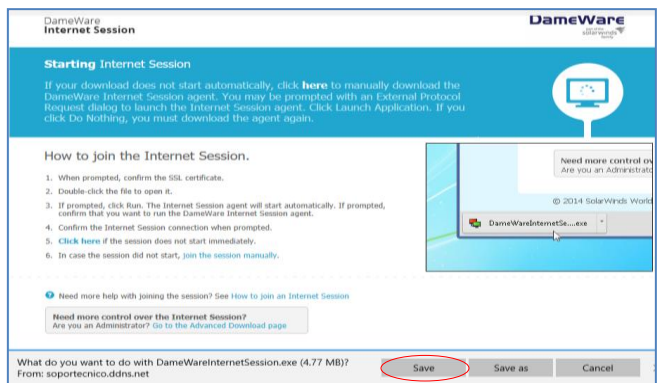 DameWare
Internet Session
DameWare
part of the
solarwinds
family
Starting Internet Session
If your download does not start automatically, click here to manually download the
DameWare Internet Session agent. You may be prompted with an External Protocol
Request dialog to launch the Internet Session agent. Click Launch Application. If you
click Do Nothing, you must download the agent again.
How to join the Internet Session.
1. When prompted, confirm the SSL certificate.
2. Double-click the file to open it.
3. If prompted, click Run. The Internet Session agent will start automatically. If prompted,
confirm that you want to run the DameWare Internet Session agent.
4. Confirm the Internet Session connection when prompted.
5. Click here if the session does not start immediately.
6. In case the session did not start, join the session manually.
Need more control ov
Are you an Administrato
© 2014 SolarWinds World
DameWareInternetSe....exe
Need more help with joining the session? See How to join an Internet Session
Need more control over the Internet Session?
Are you an Administrator? Go to the Advanced Download page
What do you want to do with DameWareInternetSession.exe (4.77 MB)?
From: soportecnico.ddns.net
Save
Save as
Cancel